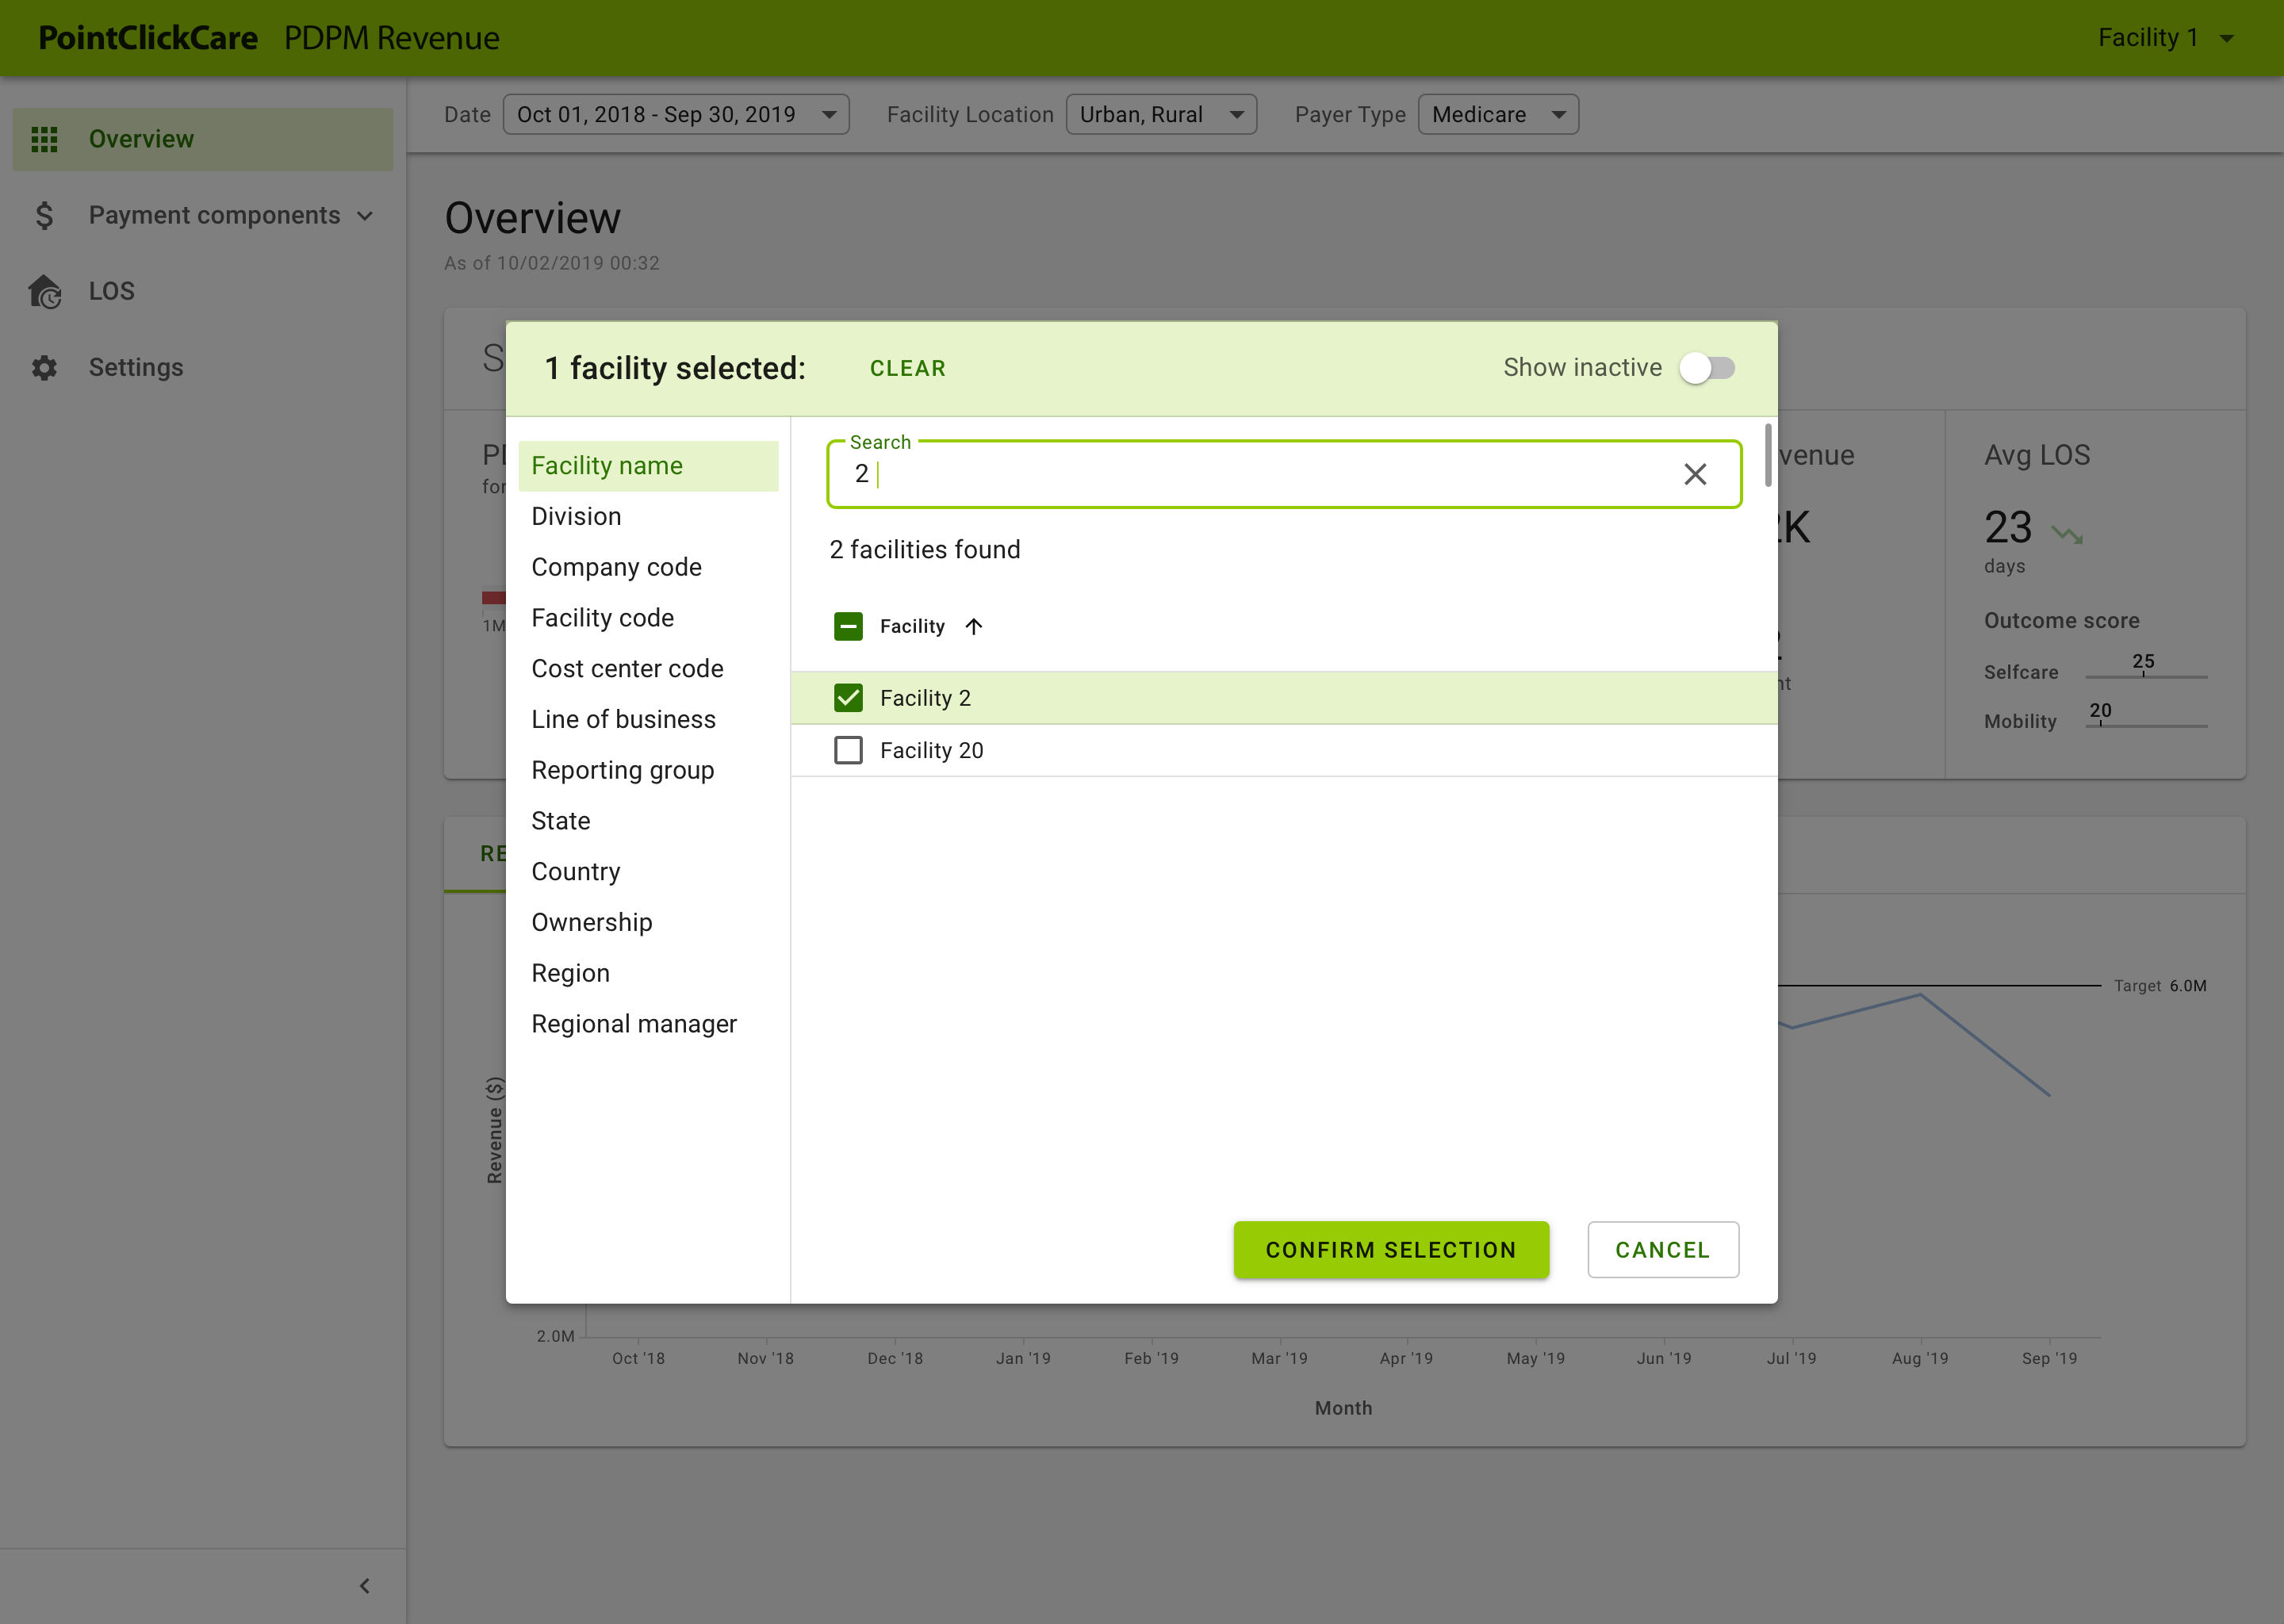 PointClickCare PDPM Revenue
Facility 1
Overview
Payment components
LOS
Settings
Date Oct 01, 2018 - Sep 30, 2019
Facility Location Urban, Rural
Payer Type Medicare
Overview
As of 10/02/2019 00:32
1 facility selected:
CLEAR
Show inactive
Facility name
Division
Company code
Facility code
Cost center code
Line of business
Reporting group
State
Country
Ownership
Region
Regional manager
Search
2
2 facilities found
Facility
Facility 2
Facility 20
CONFIRM SELECTION
CANCEL
for
1M
K
Avg LOS
23
days
Outcome score
Selfcare 25
Mobility 20
Target 6.0M
Revenue ($)
2.0M
Oct '18 Nov '18 Dec '18 Jan '19 Feb '19 Mar '19 Apr '19 May '19 Jun '19 Jul '19 Aug '19 Sep '19
Month